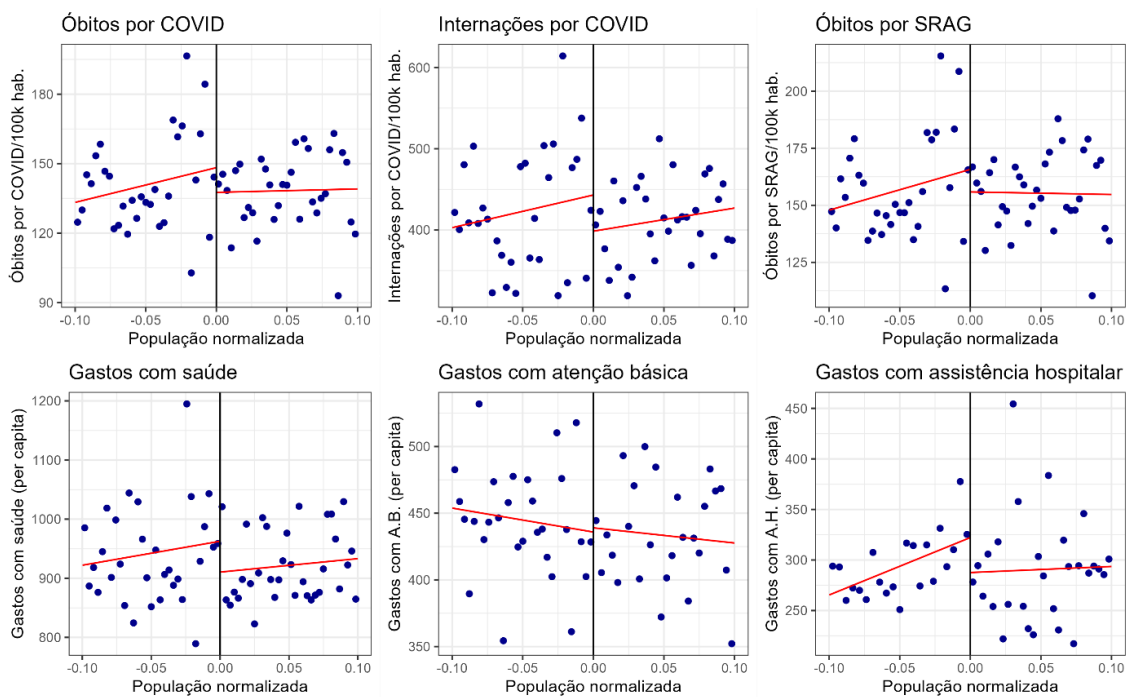 Óbitos por COVID
Óbitos por COVID/100k hab.
180
150
120
90
-0.10 -0.05 0.00 0.05 0.10
População normalizada
Internações por COVID
Internações por COVID/100k hab.
600
500
400
-0.10 -0.05 0.00 0.05 0.10
População normalizada
Óbitos por SRAG
Óbitos por SRAG/100k hab.
200
175
150
125
-0.10 -0.05 0.00 0.05 0.10
População normalizada
Gastos com saúde
Gastos com saúde (per capita)
1200
1100
1000
900
800
-0.10 -0.05 0.00 0.05 0.10
População normalizada
Gastos com atenção básica
Gastos com A.B. (per capita)
500
450
400
350
-0.10 -0.05 0.00 0.05 0.10
População normalizada
Gastos com assistência hospitalar
Gastos com A.H. (per capita)
450
400
350
300
250
-0.10 -0.05 0.00 0.05 0.10
População normalizada